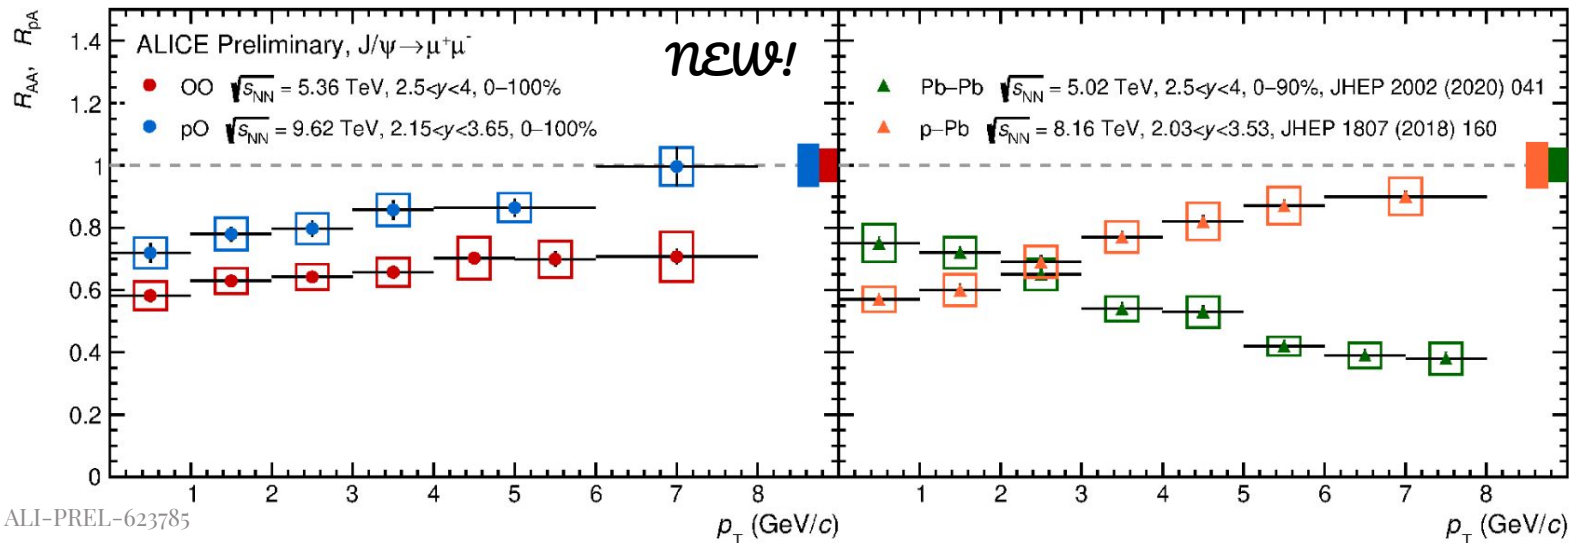 R_AA, R_pA
ALICE Preliminary, J/ψ→μ⁺μ⁻
NEW!
OO √s_NN = 5.36 TeV, 2.5<y<4, 0–100%
pO √s_NN = 9.62 TeV, 2.15<y<3.65, 0–100%
Pb–Pb √s_NN = 5.02 TeV, 2.5<y<4, 0–90%, JHEP 2002 (2020) 041
p–Pb √s_NN = 8.16 TeV, 2.03<y<3.53, JHEP 1807 (2018) 160
1.4
1.2
1
0.8
0.6
0.4
0.2
0
1 2 3 4 5 6 7 8
1 2 3 4 5 6 7 8
p_T (GeV/c)
p_T (GeV/c)
ALI-PREL-623785